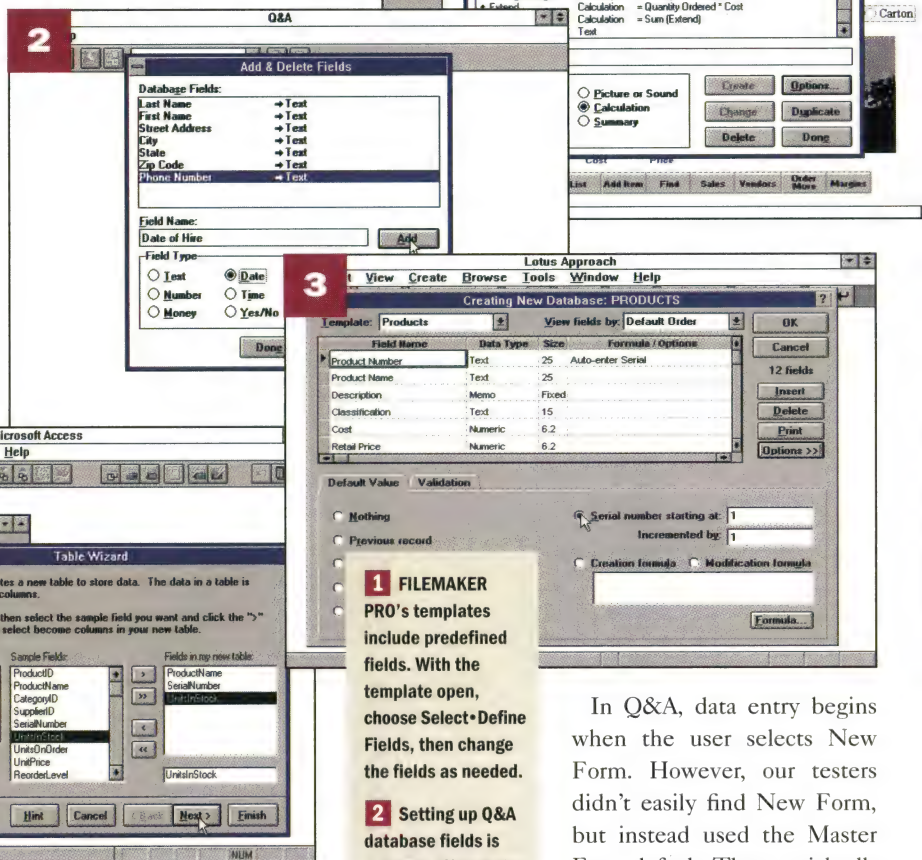 Extend
Calculation = Quantity Ordered * Cost
Calculation = Sum (Extend)
Text
Carton
Picture or Sound
Calculation
Summary
Create
Options...
Change
Duplicate
Delete
Done
Cost Price
List Add Item Find Sales Vendors Order More Margins
2
Q&A
Add & Delete Fields
Database Fields:
Last Name → Text
First Name → Text
Street Address → Text
City → Text
State → Text
Zip Code → Text
Phone Number → Text
Field Name:
Date of Hire
Add
Field Type
Text Date
Number Time
Money Yes/No
Done
3
Lotus Approach
View Create Browse Tools Window Help
Creating New Database: PRODUCTS
Template: Products View fields by: Default Order
OK
Cancel
12 fields
Insert
Delete
Print
Options >>
Field Name Data Type Size Formula / Options
Product Number Text 25 Auto-enter Serial
Product Name Text 25
Description Memo Fixed
Classification Text 15
Cost Numeric 6.2
Retail Price Numeric 6.2
Default Value Validation
Nothing
Previous record
Serial number starting at: 1
Incremented by: 1
Creation formula Modification formula
Formula...
Microsoft Access
Help
Table Wizard
a new table to store data. The data in a table is
columns.
then select the sample field you want and click the ">"
select become columns in your new table.
Sample Fields:
ProductID
ProductName
CategoryID
SupplierID
SerialNumber
UnitsInStock
UnitsOnOrder
UnitPrice
ReorderLevel
Fields in my new table:
ProductName
SerialNumber
UnitsInStock
UnitsInStock
> >> < <<
Hint Cancel < Back Next > Finish
NUM
1 FILEMAKER
PRO's templates
include predefined
fields. With the
template open,
choose Select•Define
Fields, then change
the fields as needed.
2 Setting up Q&A
database fields is
In Q&A, data entry begins
when the user selects New
Form. However, our testers
didn't easily find New Form,
but instead used the Master